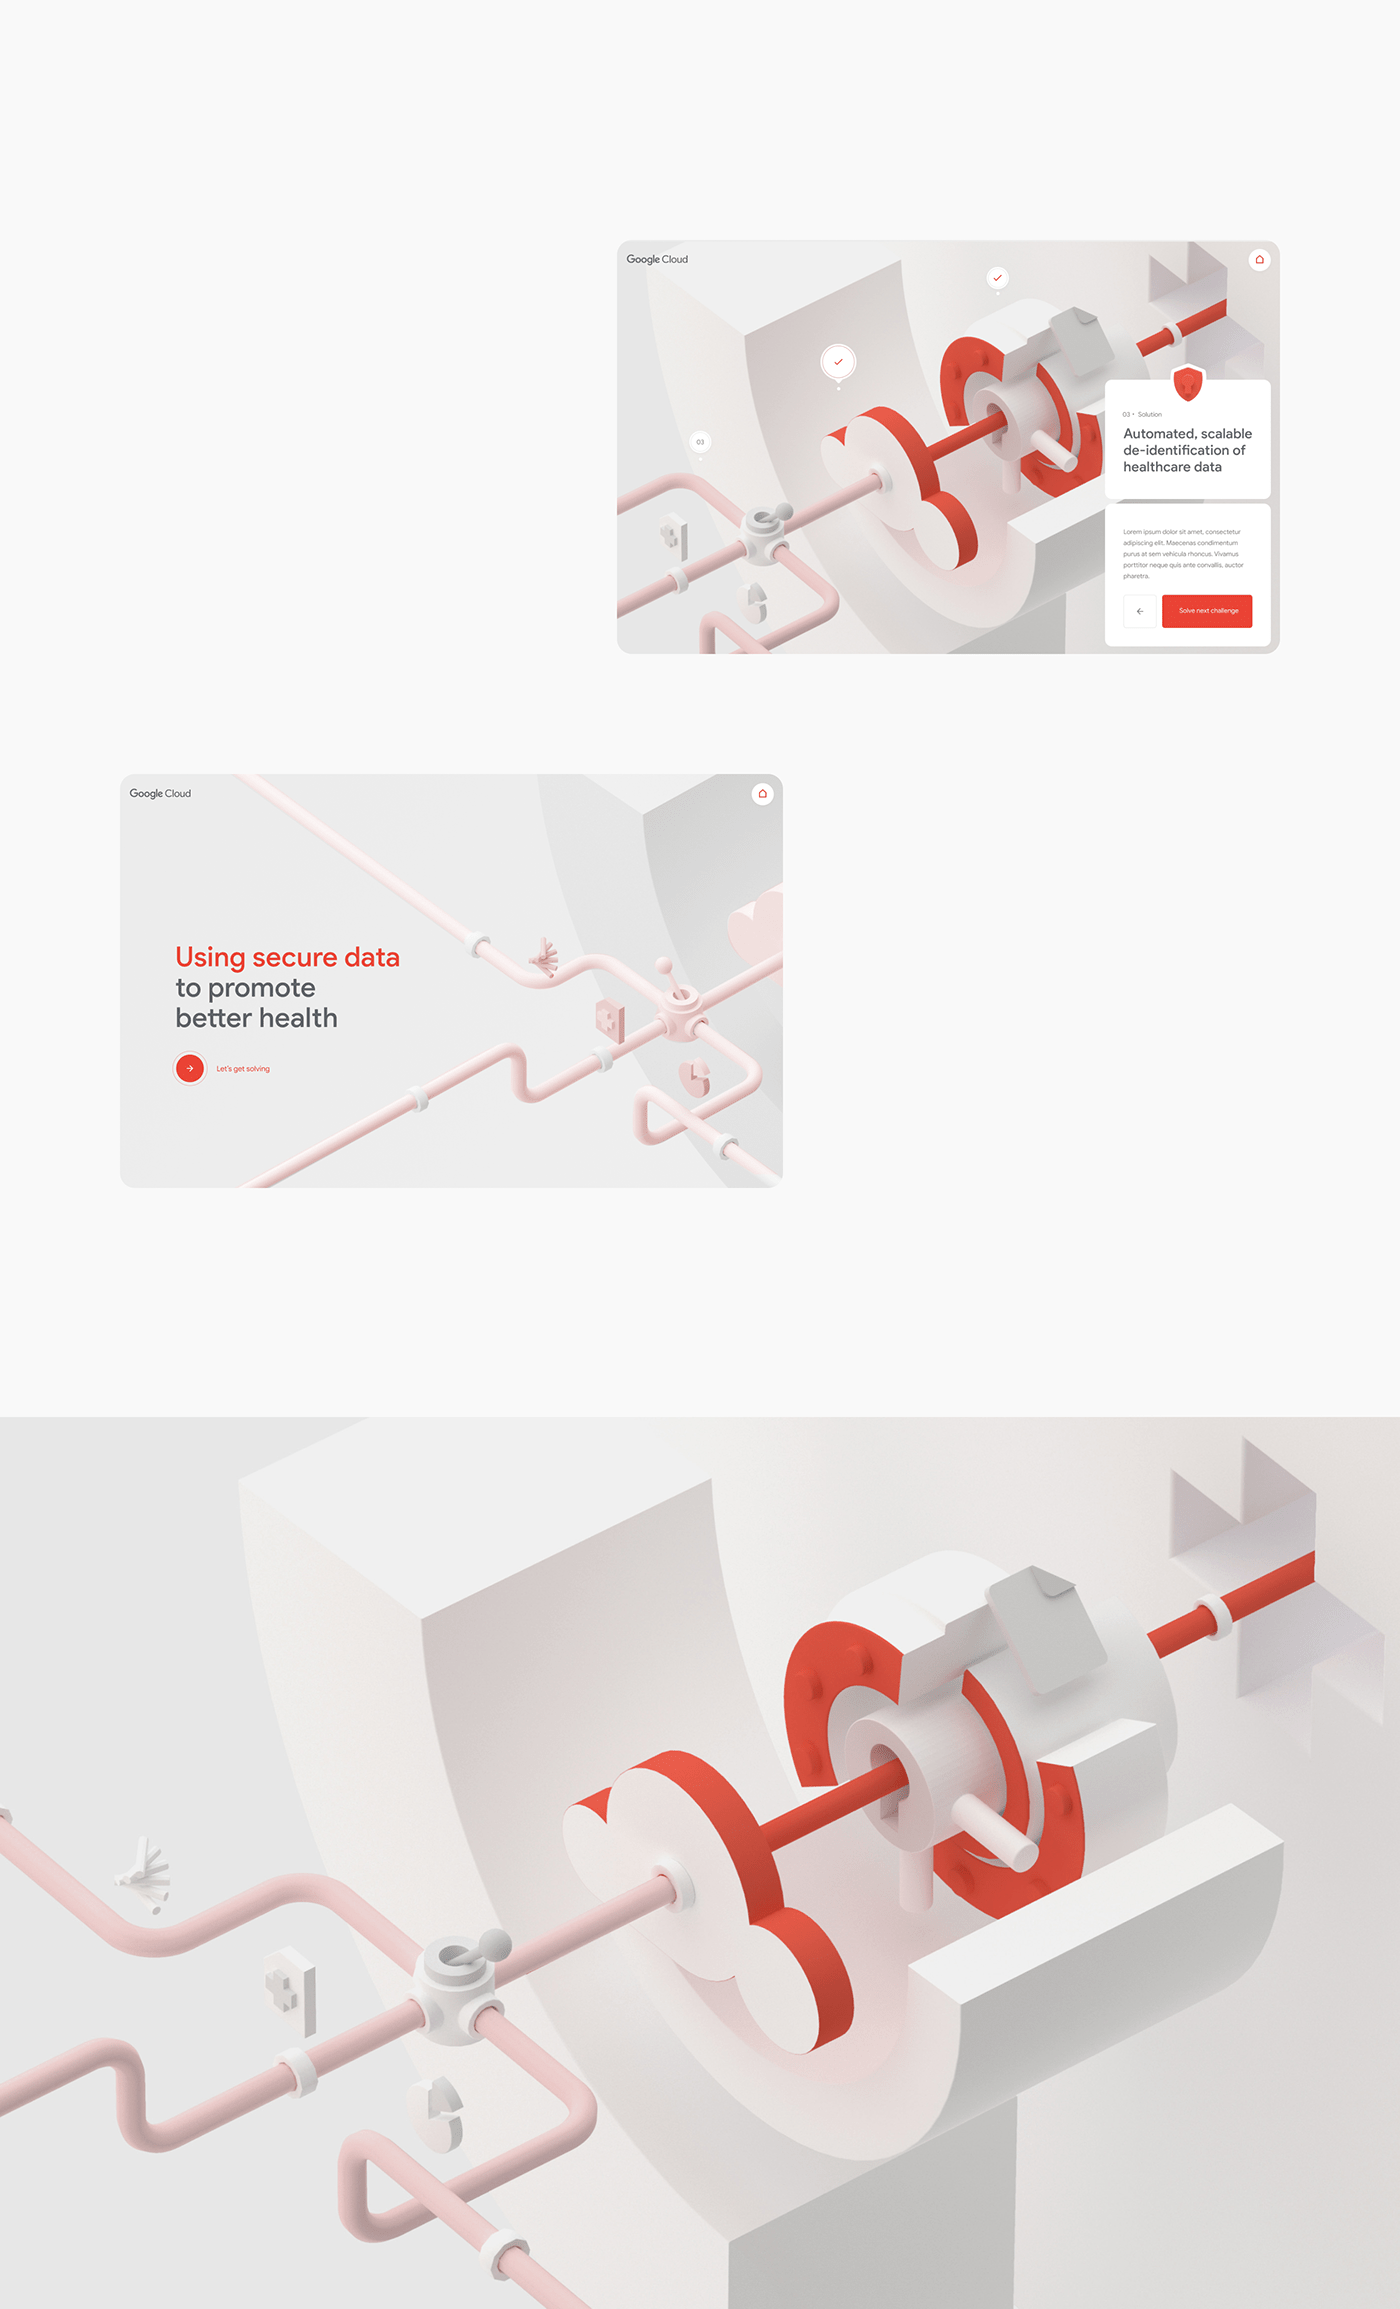 Google Cloud
03
03 • Solution
Automated, scalable
de-identification of
healthcare data
Lorem ipsum dolor sit amet, consectetur
adipiscing elit. Maecenas condimentum
purus at sem vehicula rhoncus. Vivamus
porttitor neque quis ante convallis, auctor
pharetra.
Solve next challenge
Google Cloud
Using secure data
to promote
better health
Let's get solving